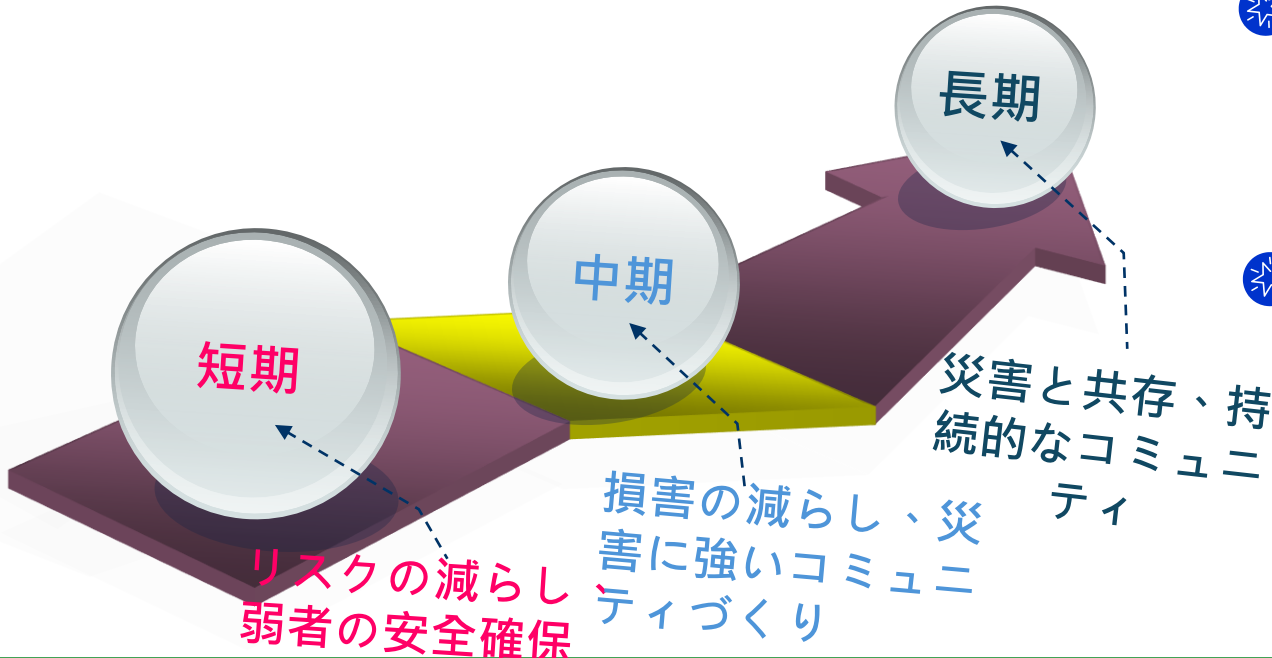 短期
リスクの減らし、
弱者の安全確保
中期
損害の減らし、災
害に強いコミュニ
ティづくり
長期
災害と共存、持
続的なコミュニ
ティ